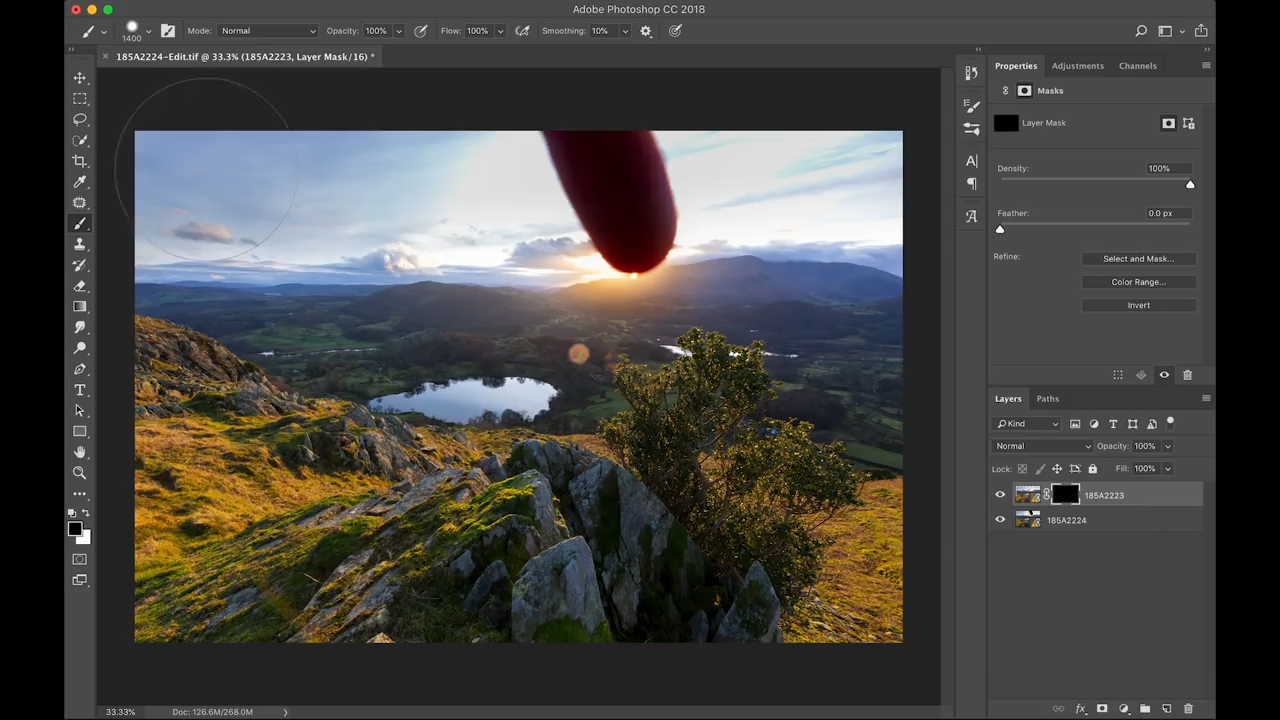 Adobe Photoshop CC 2018
1400 Mode: Normal Opacity: 100% Flow: 100% Smoothing: 10%
185A2224-Edit.tif @ 33.3% (185A2223, Layer Mask/16) *
Properties Adjustments Channels
Masks
Layer Mask
Density: 100%
Feather: 0.0 px
Refine: Select and Mask...
Color Range...
Invert
Layers Paths
Kind
Normal Opacity: 100%
Lock: Fill: 100%
185A2223
185A2224
33.33% Doc: 126.6M/268.0M